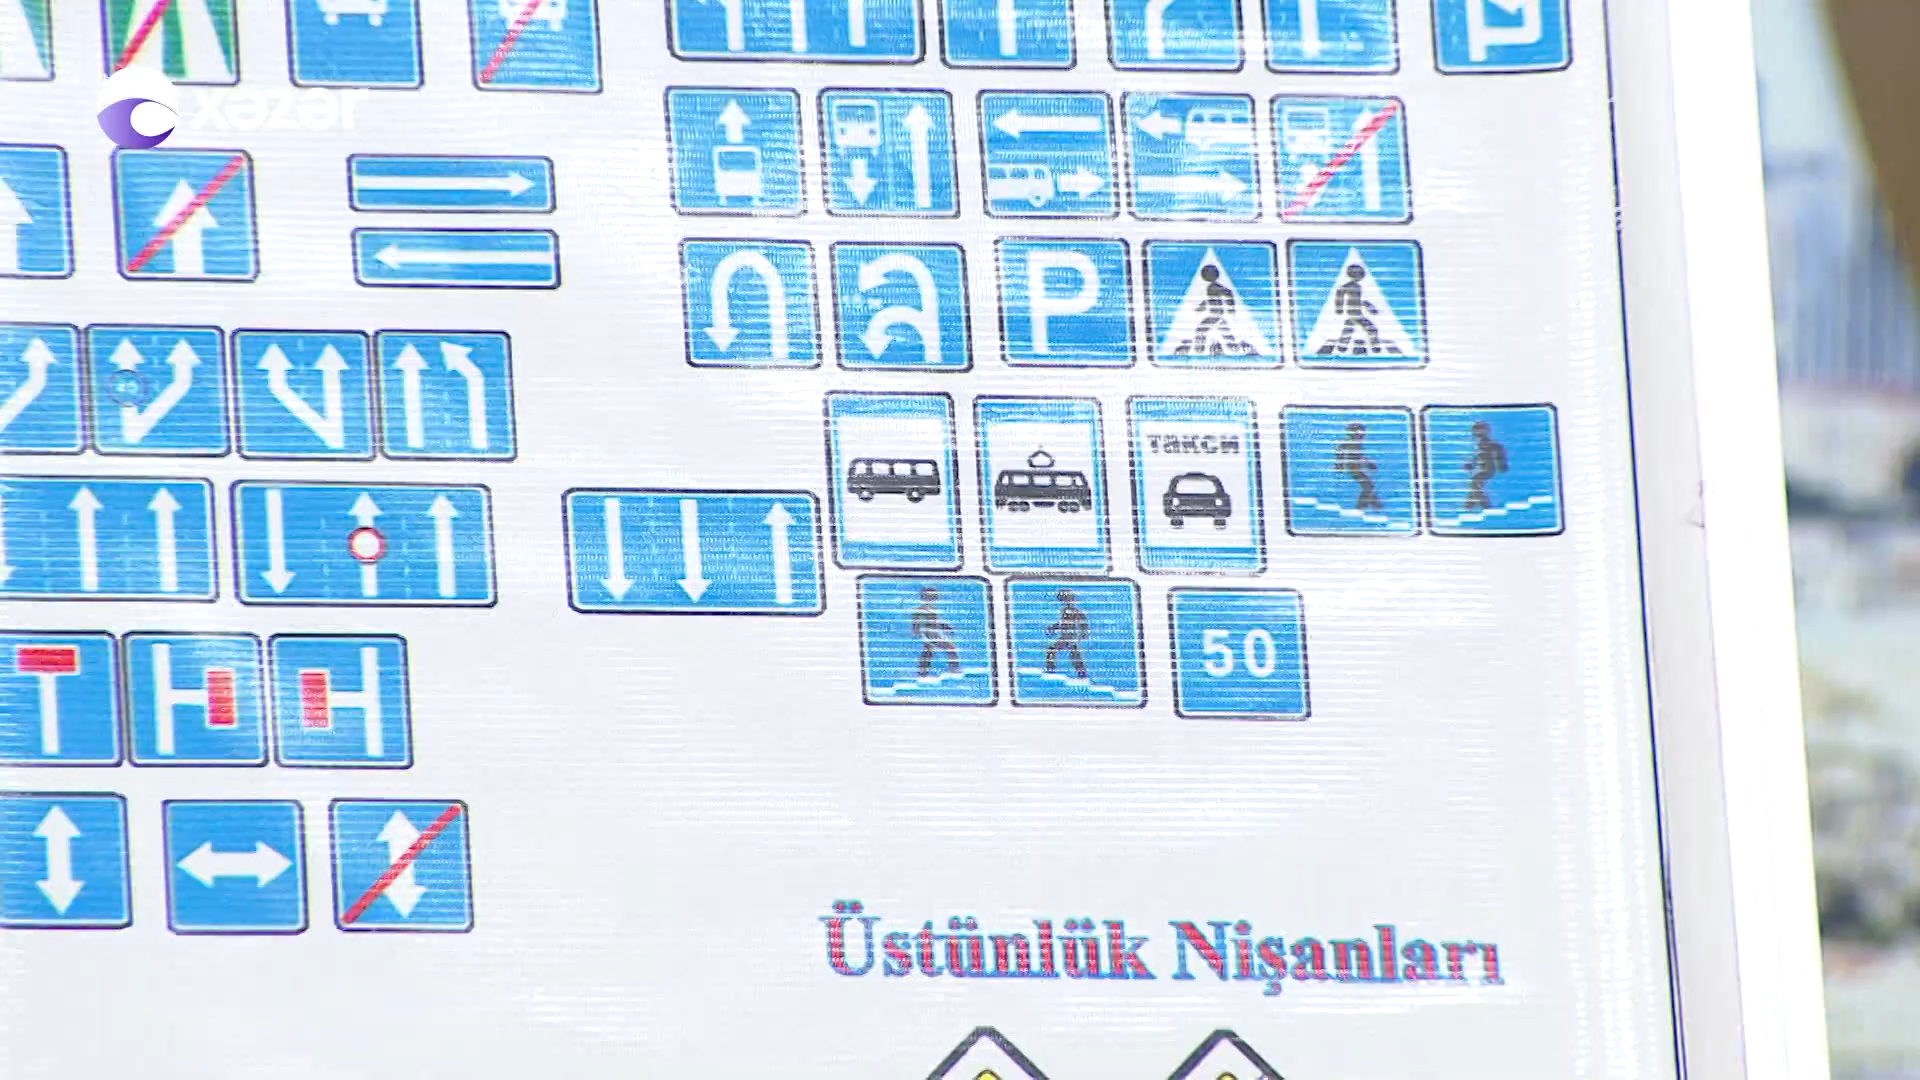 xəzər
P
такси
50
Üstünlük Nişanları